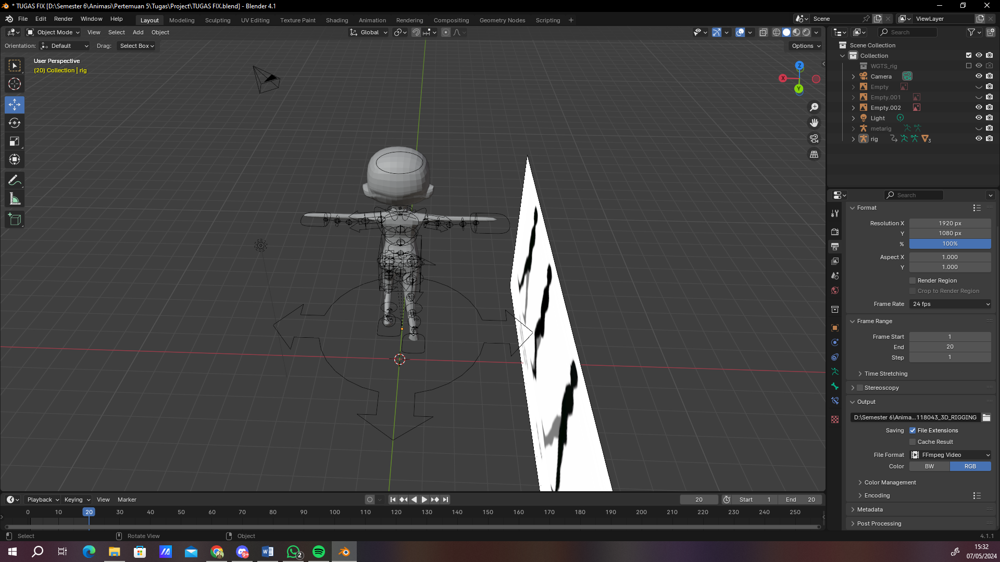 * TUGAS FIX [D:\Semester 6\Animasi\Pertemuan 5\Tugas\Project\TUGAS FIX.blend] - Blender 4.1
File Edit Render Window Help Layout Modeling Sculpting UV Editing Texture Paint Shading Animation Rendering Compositing Geometry Nodes Scripting + Scene ViewLayer
Object Mode View Select Add Object Global
Orientation: Default Drag: Select Box Options
User Perspective
(20) Collection | rig
Z
X
Y
Search
Scene Collection
Collection
WGTS_rig
Camera
Empty
Empty.001
Empty.002
Light
metarig
rig 3
Search
Format
Resolution X 1920 px
Y 1080 px
% 100%
Aspect X 1.000
Y 1.000
Render Region
Crop to Render Region
Frame Rate 24 fps
Frame Range
Frame Start 1
End 20
Step 1
Time Stretching
Stereoscopy
Output
D:\Semester 6\Anima...118043_3D_RIGGING
Saving File Extensions
Cache Result
File Format FFmpeg Video
Color BW RGB
Color Management
Encoding
Metadata
Post Processing
Playback Keying View Marker 20 Start 1 End 20
0 10 20 30 40 50 60 70 80 90 100 110 120 130 140 150 160 170 180 190 200 210 220 230 240 250
Select Rotate View Object 4.1.1
9+ 2
15:32
07/05/2024